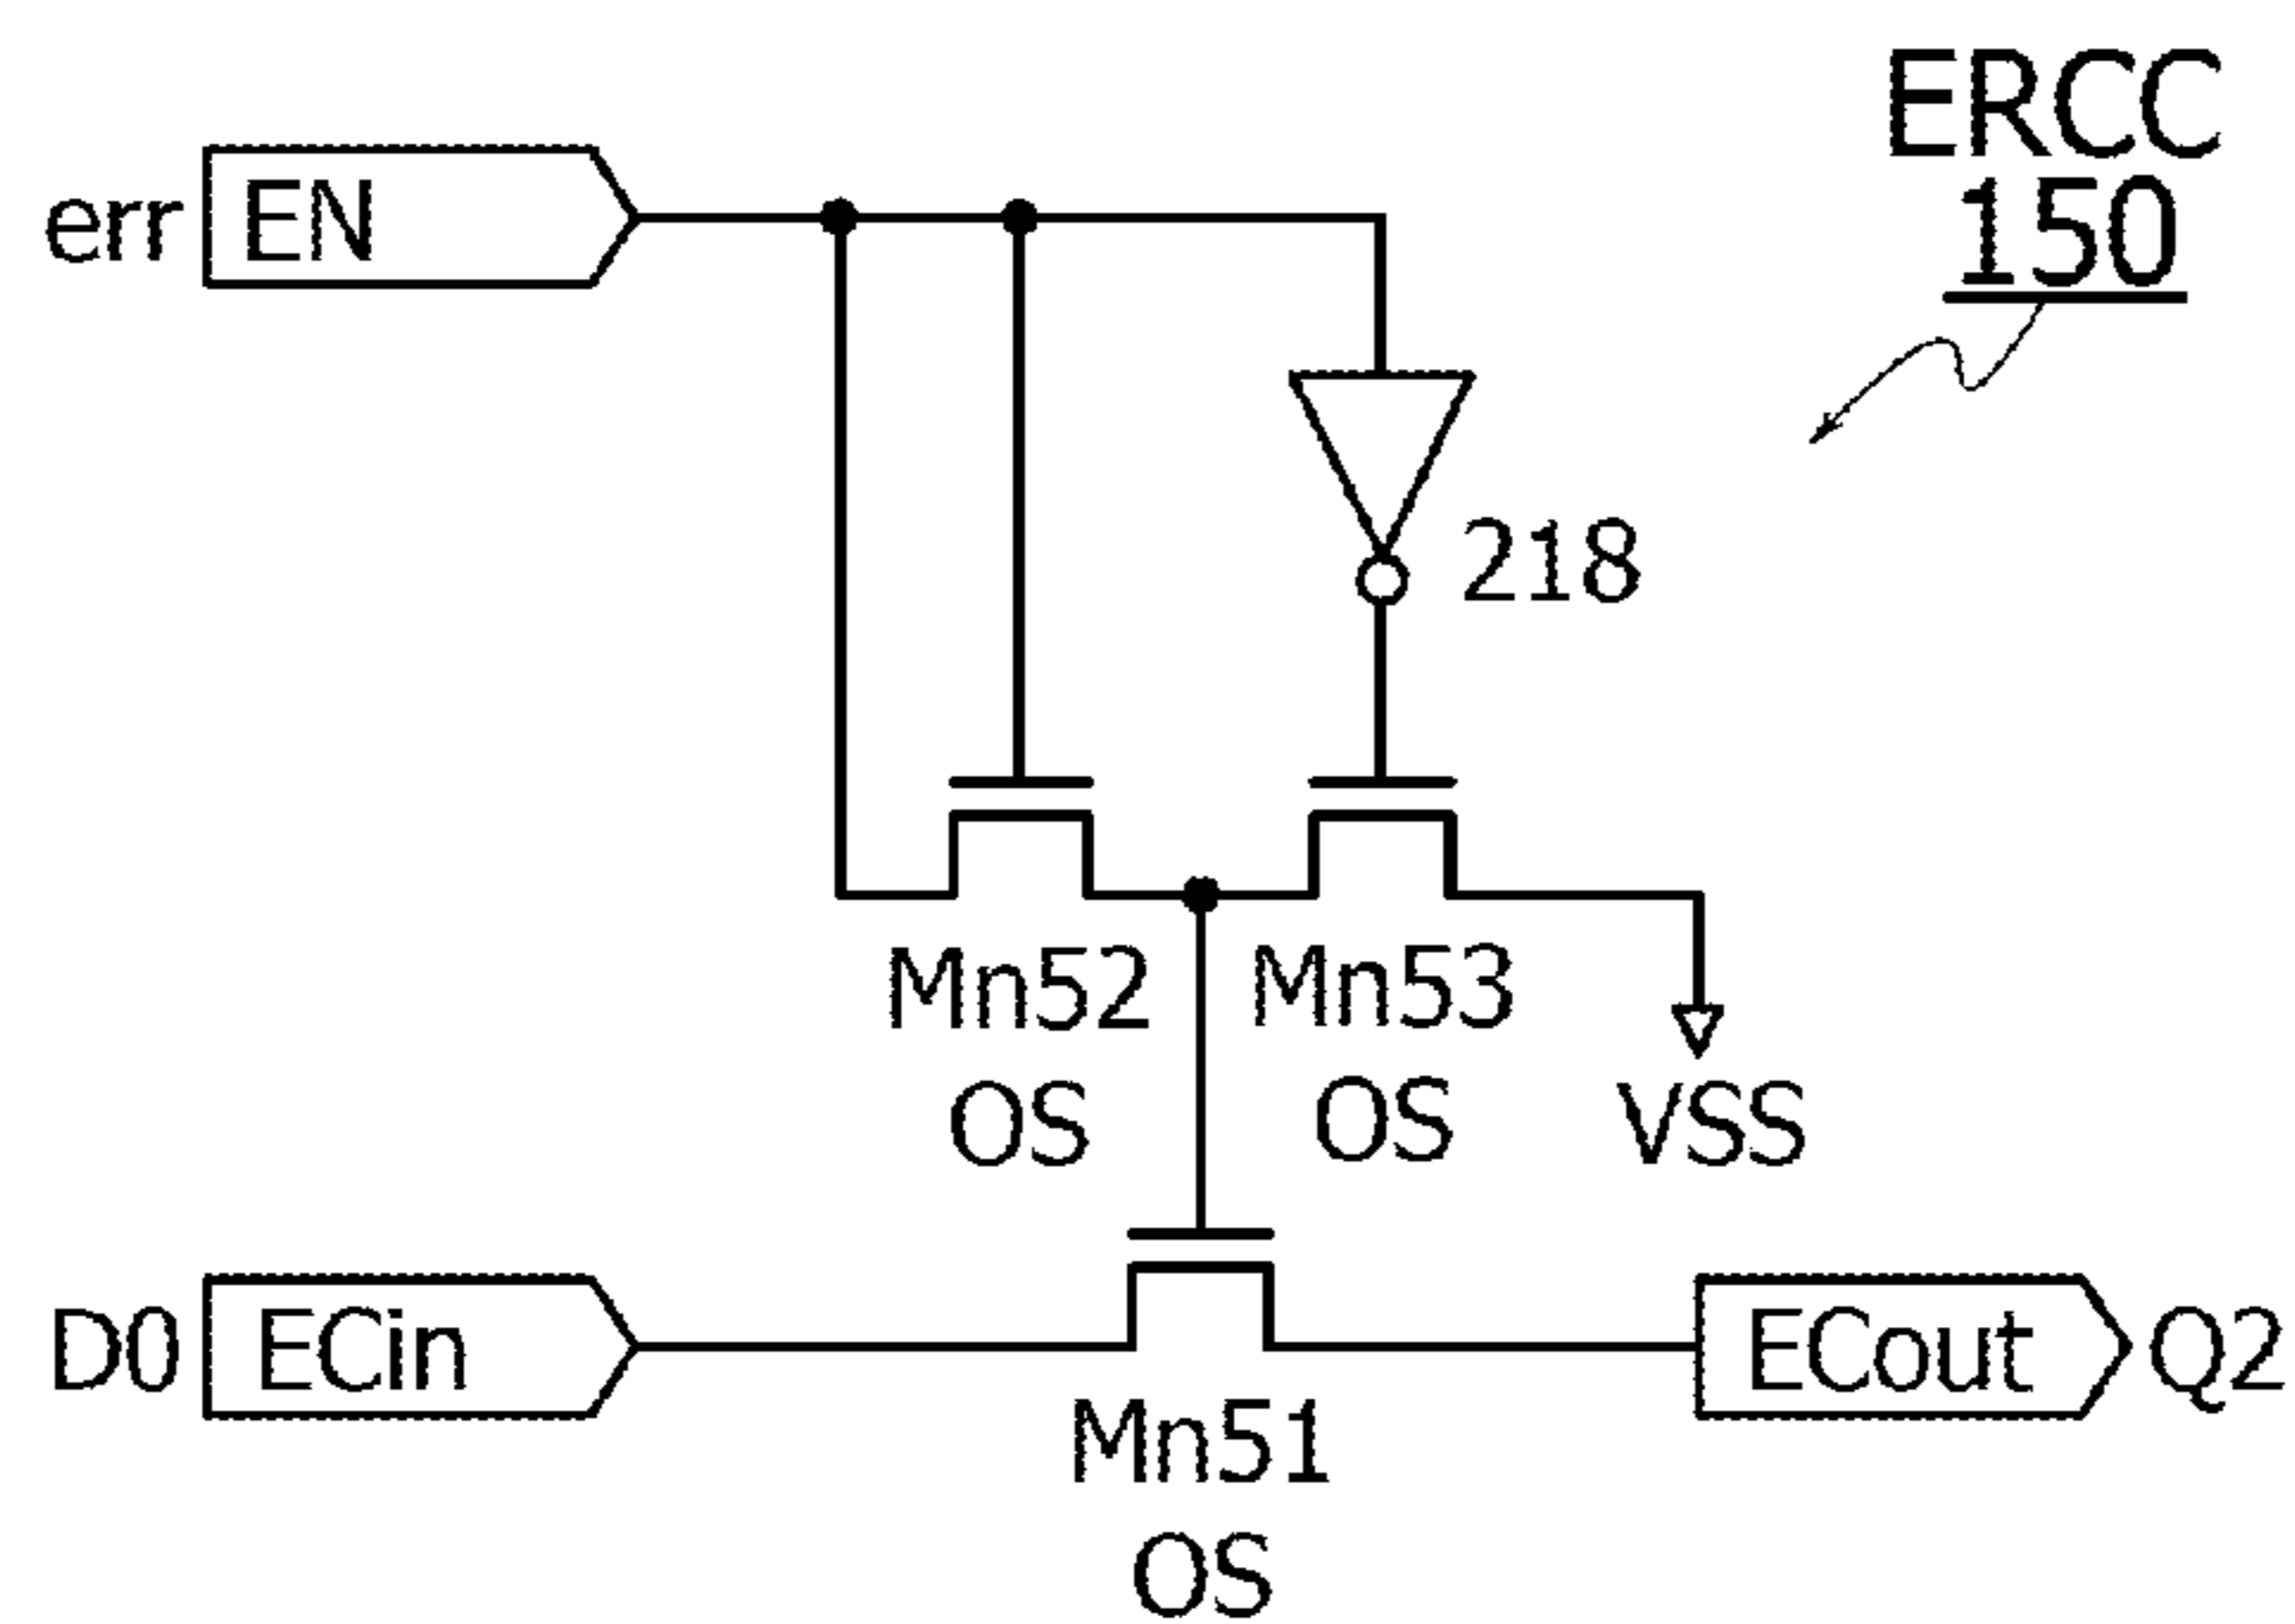 ERCC
150
err EN
218
Mn52 Mn53
OS OS VSS
D0 ECin ECout Q2
Mn51
OS